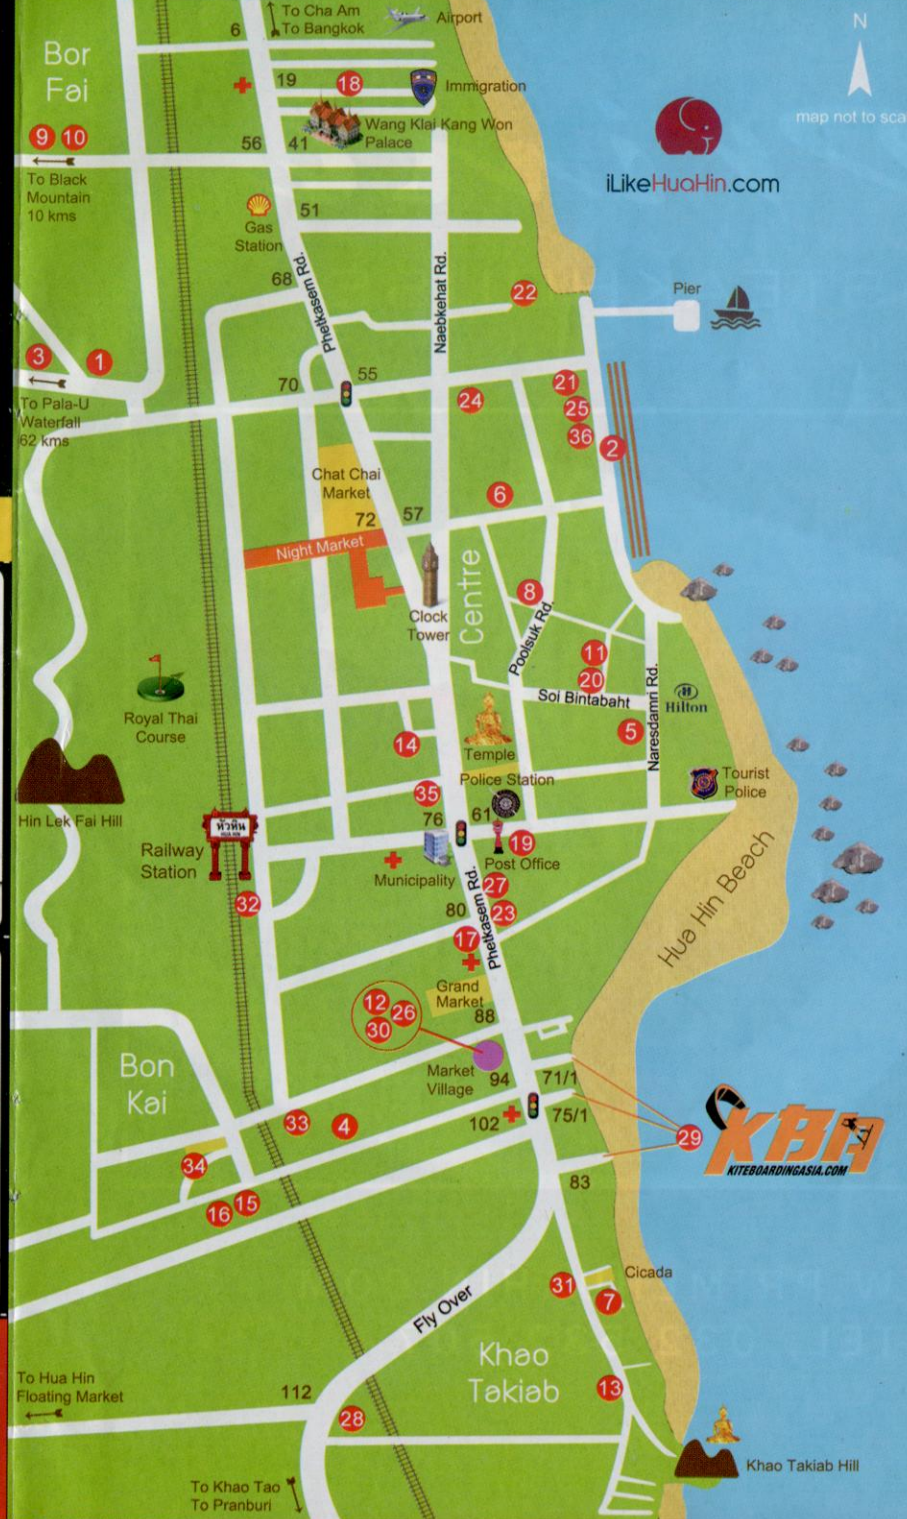 To Cha Am
To Bangkok
Airport
N
map not to sca
6
Bor
Fai
19
18
Immigration
iLikeHuaHin.com
9
10
56
41
Wang Klai Kang Won
Palace
To Black
Mountain
10 kms
Gas
Station
51
68
Phetkasem Rd.
Naebkehat Rd.
22
Pier
3
1
To Pala-U
Waterfall
62 kms
70
55
24
21
25
36
2
Chat Chai
Market
72
57
6
Night Market
Clock
Tower
Centre
8
Poolsuk Rd.
11
20
Soi Bintabaht
Naresdamri Rd.
Hilton
5
Royal Thai
Course
14
Temple
Police Station
Tourist
Police
Hin Lek Fai Hill
หัวหิน
HUA HIN
Railway
Station
35
76
61
19
Post Office
Municipality
Hua Hin Beach
32
80
27
23
Phetkasem Rd.
17
Grand
Market
88
12
26
30
Market
Village
94
71/1
Bon
Kai
33
4
102
75/1
29
KBA
KITEBOARDINGASIA.COM
34
83
16
15
Cicada
31
7
Fly Over
Khao
Takiab
13
To Hua Hin
Floating Market
112
28
Khao Takiab Hill
To Khao Tao
To Pranburi